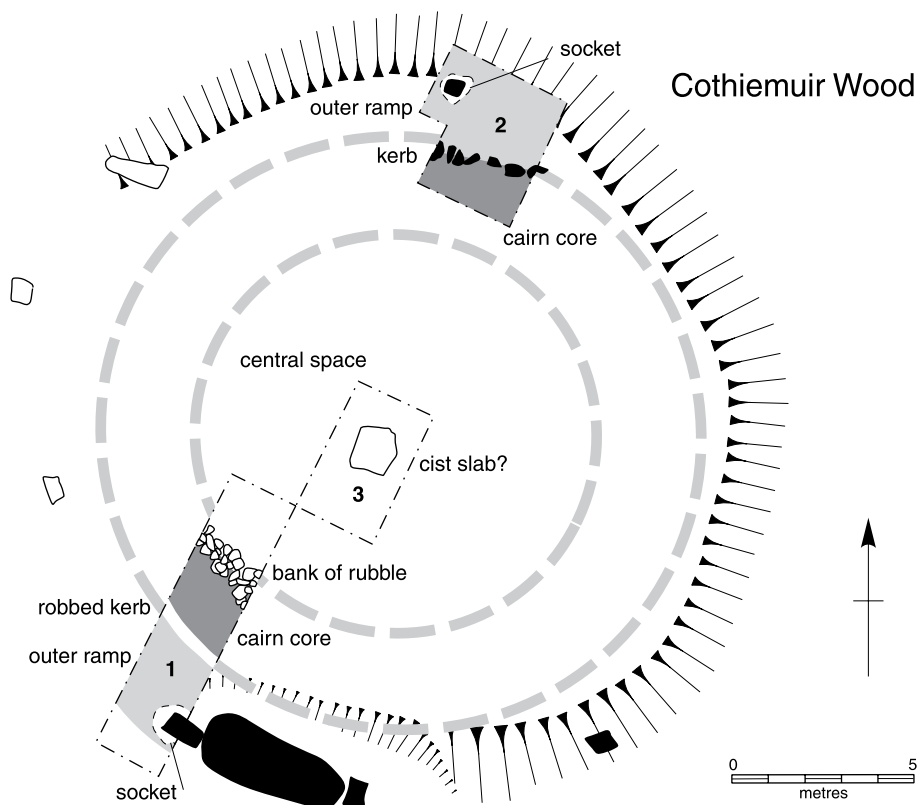 socket
Cothiemuir Wood
outer ramp
2
kerb
cairn core
central space
cist slab?
3
bank of rubble
robbed kerb
cairn core
outer ramp
1
0 5
metres
socket